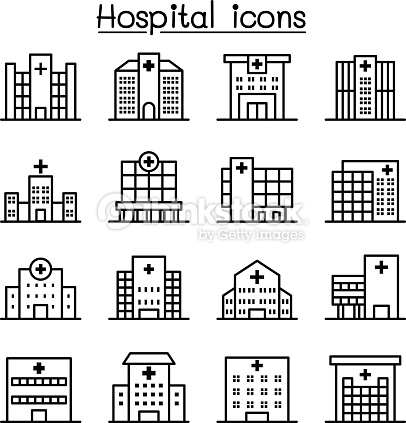 Hospital icons
thinkstock
by Getty Images